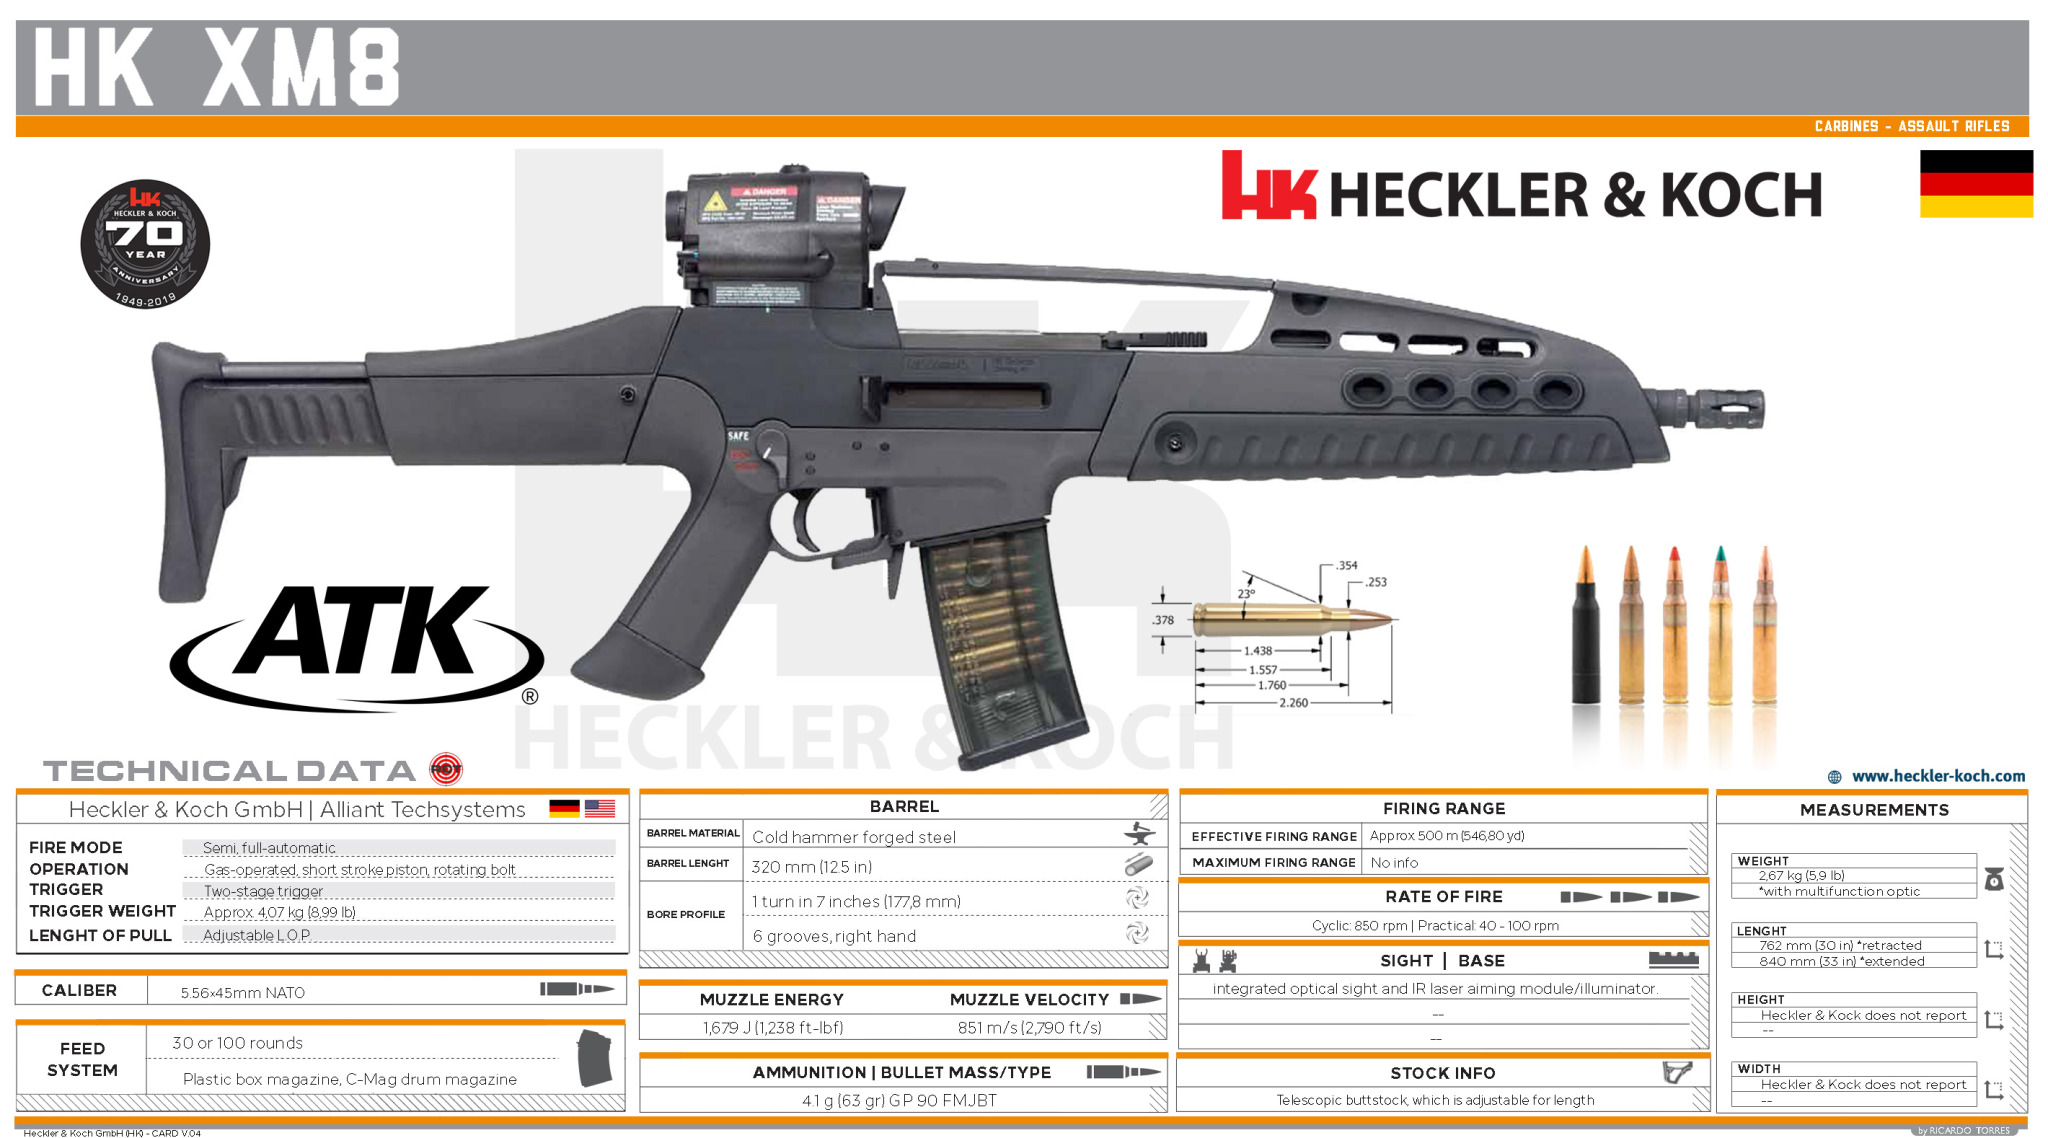 HK XM8
CARBINES - ASSAULT RIFLES
HK HECKLER & KOCH
HK
HECKLER & KOCH
70
YEAR
ANNIVERSARY
1949-2019
DANGER
DANGER
SAFE
ATK®
HECKLER & KOCH
.354
.253
23°
.378
1.438
1.557
1.760
2.260
www.heckler-koch.com
TECHNICAL DATA
Heckler & Koch GmbH | Alliant Techsystems
FIRE MODE Semi, full-automatic
OPERATION Gas-operated, short stroke piston, rotating bolt
TRIGGER Two-stage trigger
TRIGGER WEIGHT Approx. 4,07 kg (8,99 lb)
LENGHT OF PULL Adjustable L.O.P.
CALIBER 5.56×45mm NATO
FEED SYSTEM
30 or 100 rounds
Plastic box magazine, C-Mag drum magazine
BARREL
BARREL MATERIAL Cold hammer forged steel
BARREL LENGHT 320 mm (12.5 in)
BORE PROFILE
1 turn in 7 inches (177,8 mm)
6 grooves, right hand
MUZZLE ENERGY MUZZLE VELOCITY
1,679 J (1,238 ft-lbf) 851 m/s (2,790 ft/s)
AMMUNITION | BULLET MASS/TYPE
4.1 g (63 gr) GP 90 FMJBT
FIRING RANGE
EFFECTIVE FIRING RANGE Approx 500 m (546,80 yd)
MAXIMUM FIRING RANGE No info
RATE OF FIRE
Cyclic: 850 rpm | Practical: 40 - 100 rpm
SIGHT | BASE
integrated optical sight and IR laser aiming module/illuminator.
--
--
STOCK INFO
Telescopic buttstock, which is adjustable for length
MEASUREMENTS
WEIGHT
2,67 kg (5,9 lb)
*with multifunction optic
LENGHT
762 mm (30 in) *retracted
840 mm (33 in) *extended
HEIGHT
Heckler & Kock does not report
--
WIDTH
Heckler & Kock does not report
--
Heckler & Koch GmbH (HK) - CARD V.04
by RICARDO TORRES